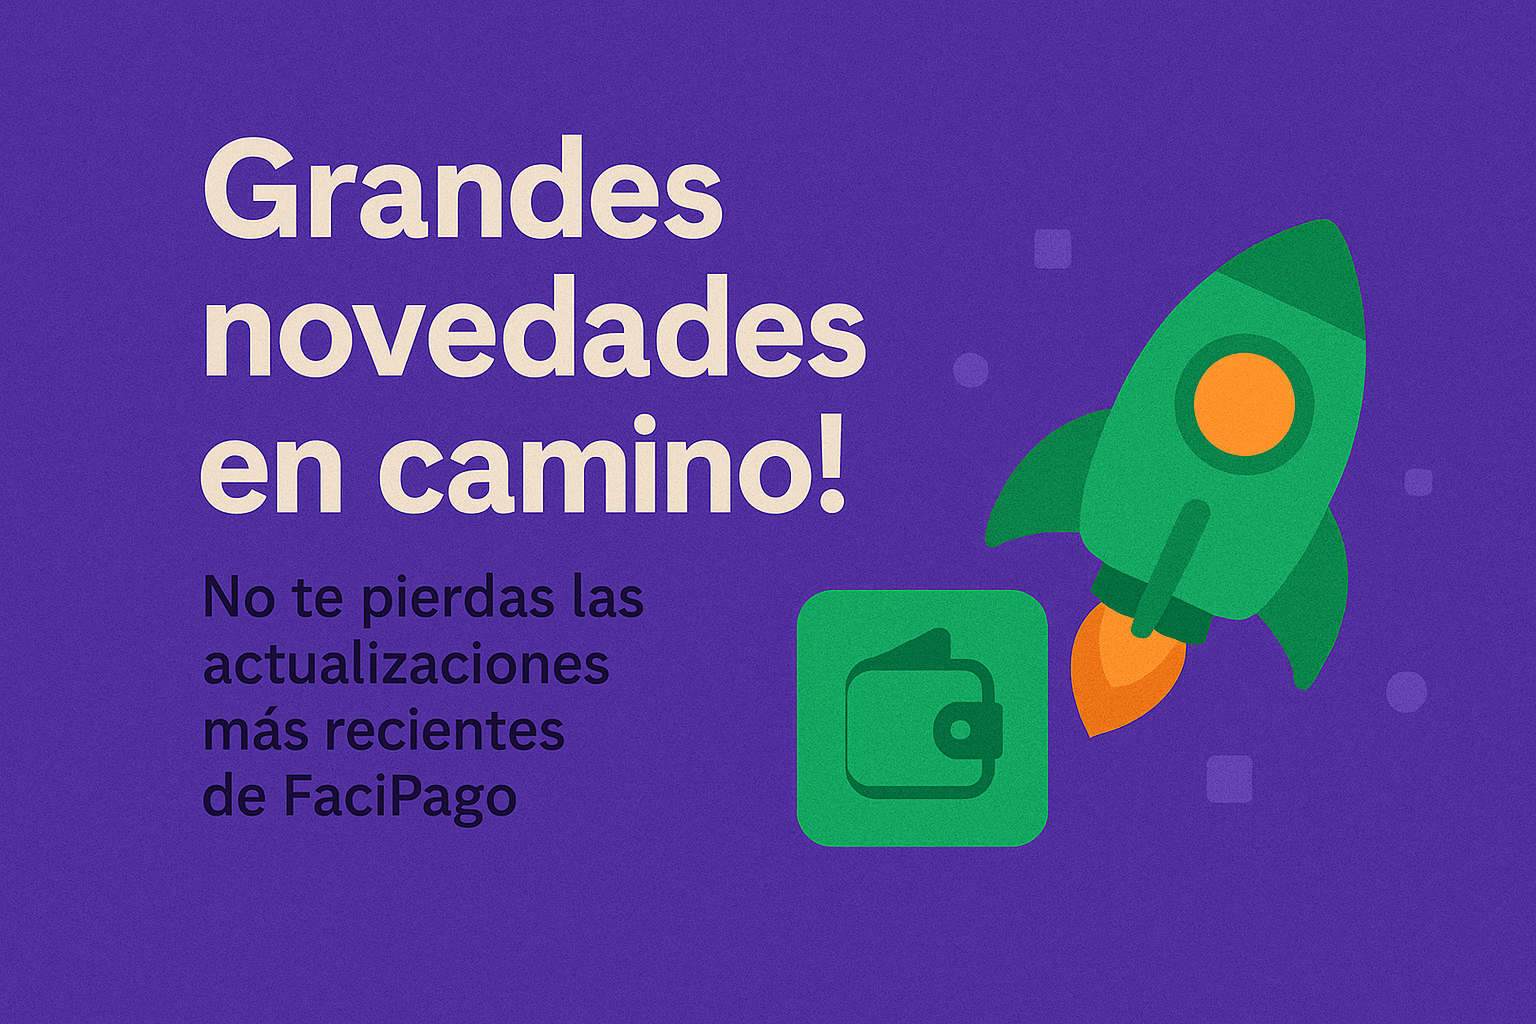 Grandes
novedades
en camino!
No te pierdas las
actualizaciones
más recientes
de FaciPago